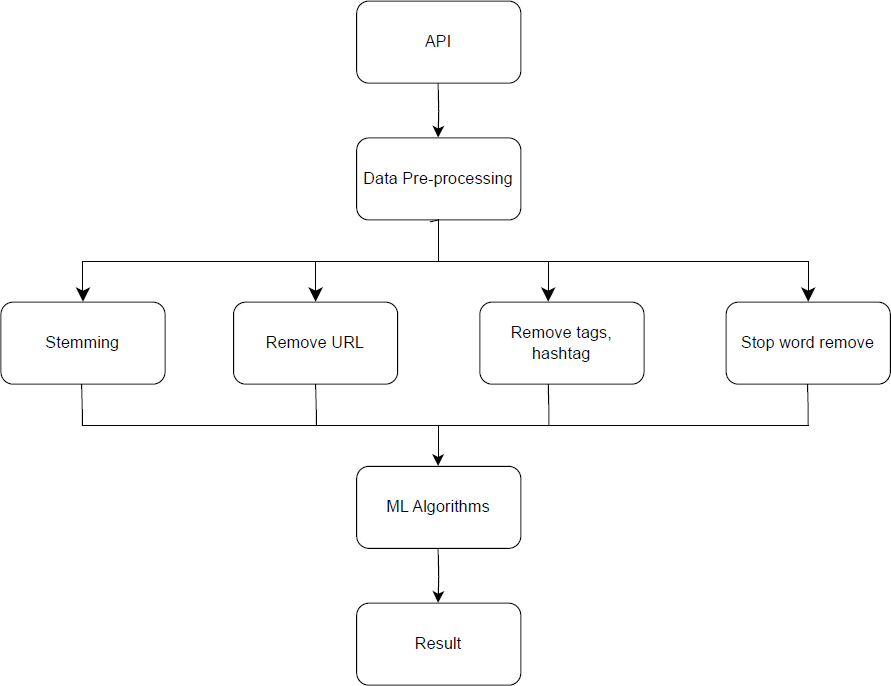 API
Data Pre-processing
Stemming
Remove URL
Remove tags,
hashtag
Stop word remove
ML Algorithms
Result